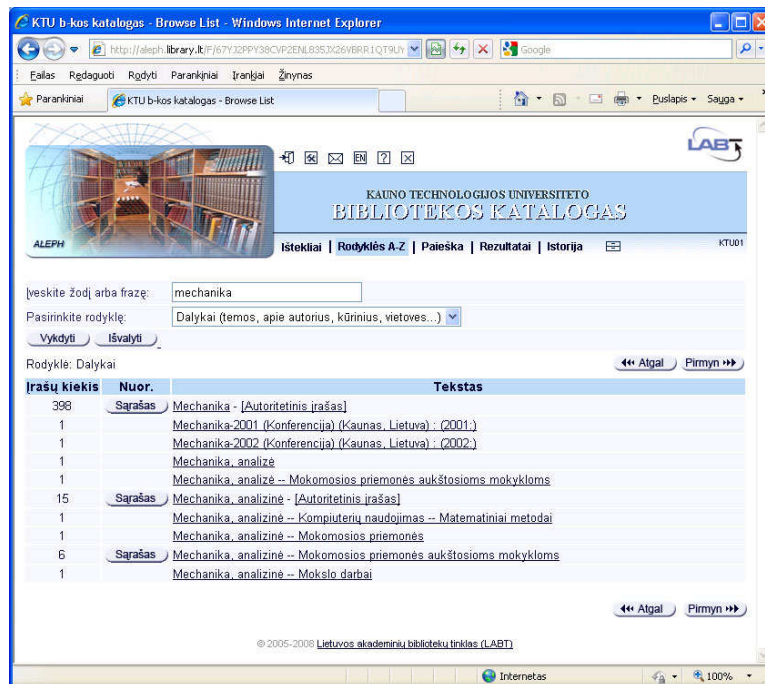 KTU b-kos katalogas - Browse List - Windows Internet Explorer
Google
Failas Redaguoti Rodyti Parankiniai Įrankiai Žinynas
Parankiniai KTU b-kos katalogas - Browse List Puslapis Sauga
LABT
EN ?
KAUNO TECHNOLOGIJOS UNIVERSITETO
BIBLIOTEKOS KATALOGAS
ALEPH
Ištekliai | Rodyklės A-Z | Paieška | Rezultatai | Istorija KTU01
Įveskite žodį arba frazę: mechanika
Pasirinkite rodyklę: Dalykai (temos, apie autorius, kūrinius, vietoves...)
Vykdyti Išvalyti
Rodyklė: Dalykai Atgal Pirmyn
Įrašų kiekis Nuor. Tekstas
398 Sąrašas Mechanika - [Autoritetinis įrašas]
1 Mechanika-2001 (Konferencija) (Kaunas, Lietuva) : (2001;)
1 Mechanika-2002 (Konferencija) (Kaunas, Lietuva) : (2002;)
1 Mechanika, analizė
1 Mechanika, analizė -- Mokomosios priemonės aukštosioms mokykloms
15 Sąrašas Mechanika, analizinė - [Autoritetinis įrašas]
1 Mechanika, analizinė -- Kompiuterių naudojimas -- Matematiniai metodai
1 Mechanika, analizinė -- Mokomosios priemonės
6 Sąrašas Mechanika, analizinė -- Mokomosios priemonės aukštosioms mokykloms
1 Mechanika, analizinė -- Mokslo darbai
Atgal Pirmyn
© 2005-2008 Lietuvos akademinių bibliotekų tinklas (LABT)
Internetas 100%